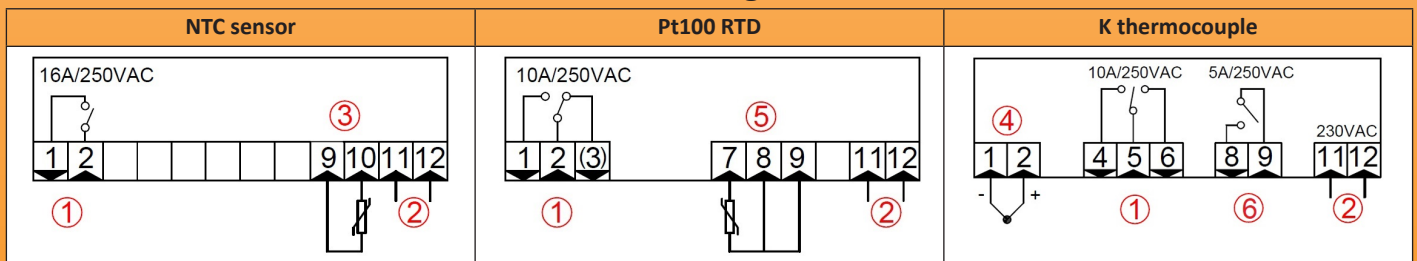 NTC sensor
Pt100 RTD
K thermocouple
16A/250VAC
③
1 2 9 10 11 12
①
②
10A/250VAC
⑤
1 2 (3) 7 8 9 11 12
①
②
10A/250VAC 5A/250VAC
④
230VAC
1 2 4 5 6 8 9 11 12
- +
①
⑥
②